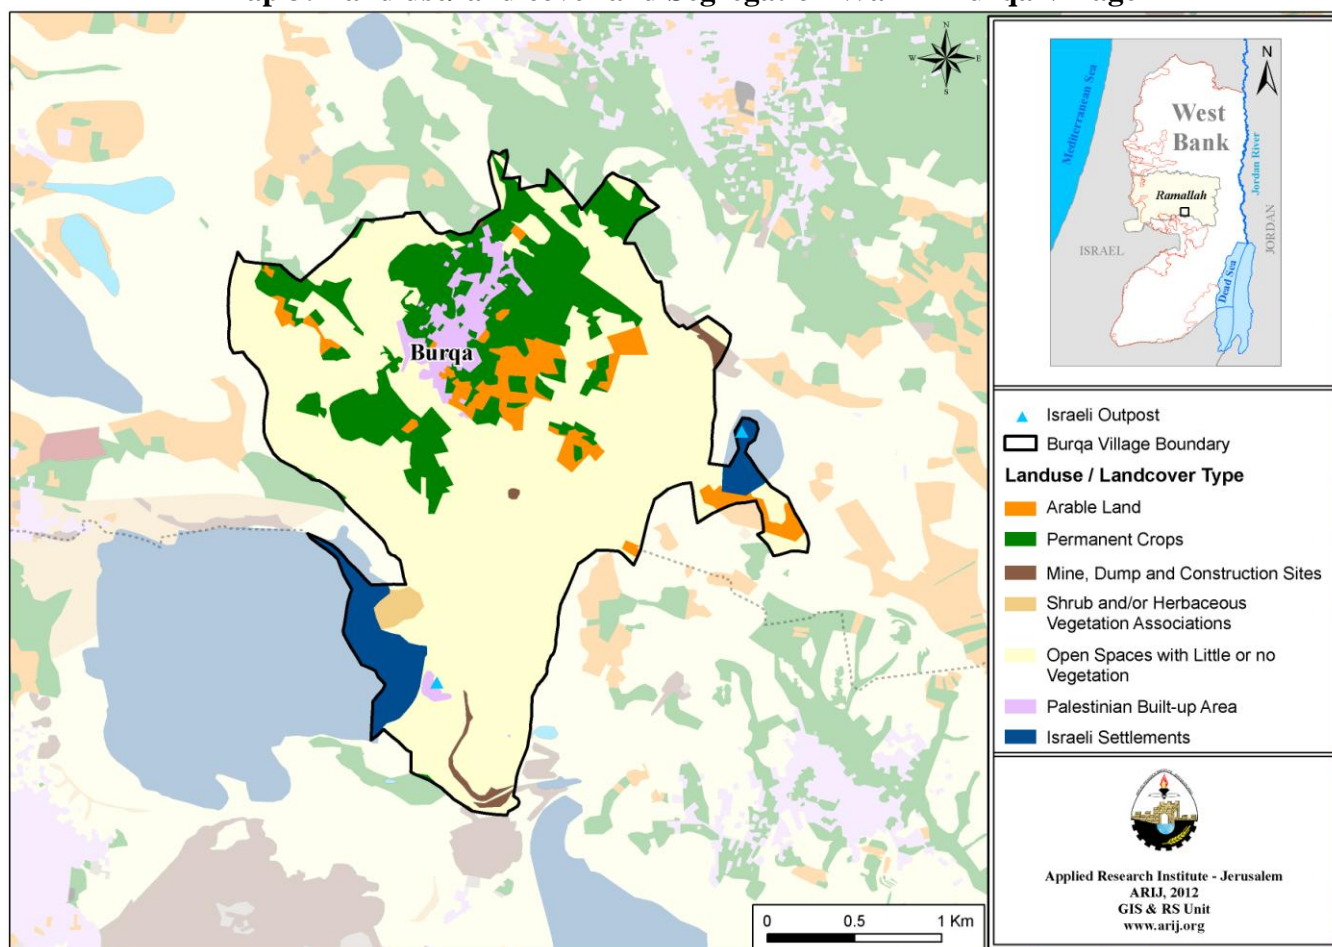 N
W
E
S
Burqa
0 0.5 1 Km
N
Mediterranean Sea
West
Bank
Jordan River
Ramallah
ISRAEL
JORDAN
Dead Sea
Israeli Outpost
Burqa Village Boundary
Landuse / Landcover Type
Arable Land
Permanent Crops
Mine, Dump and Construction Sites
Shrub and/or Herbaceous
Vegetation Associations
Open Spaces with Little or no
Vegetation
Palestinian Built-up Area
Israeli Settlements
Applied Research Institute - Jerusalem
ARIJ, 2012
GIS & RS Unit
www.arij.org